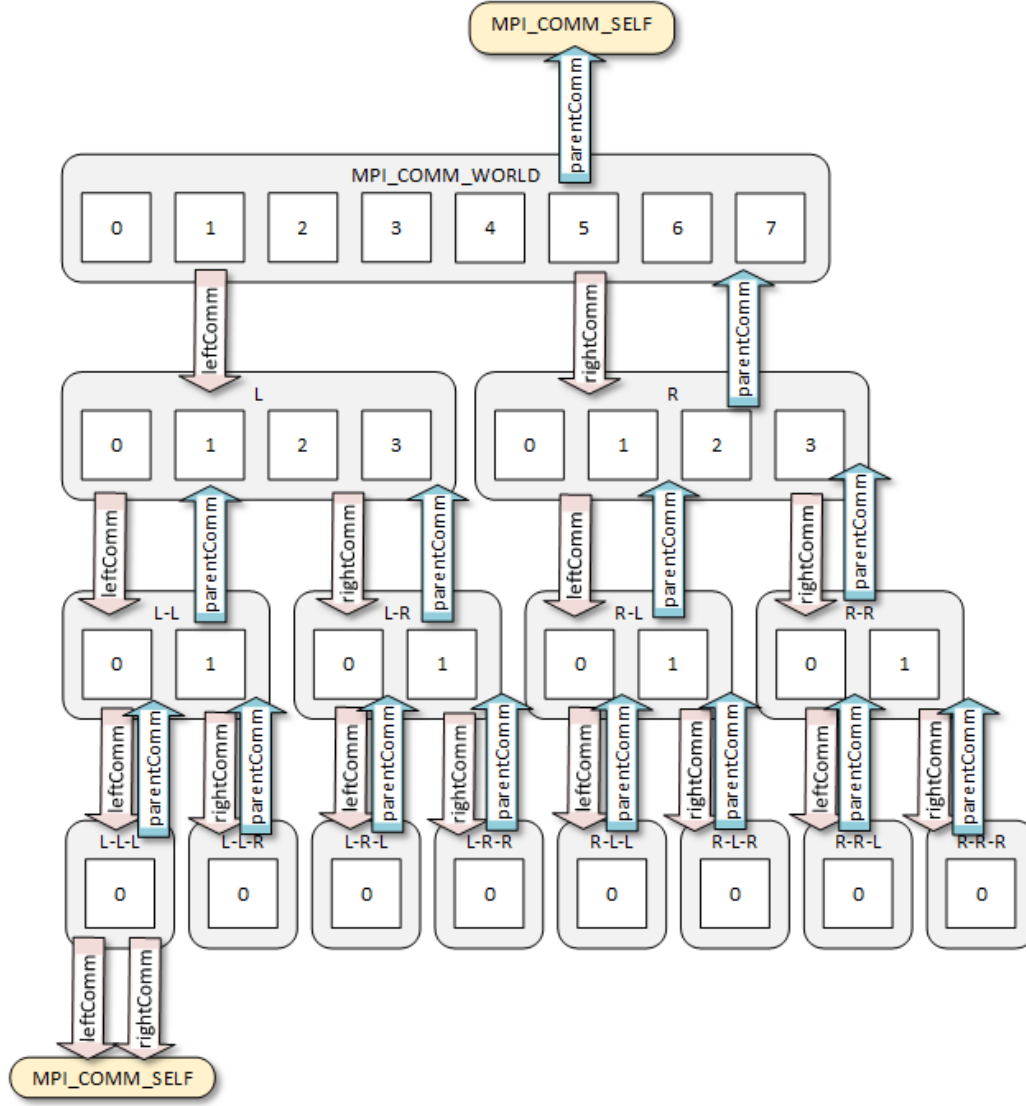 MPI_COMM_SELF
parentComm
MPI_COMM_WORLD
0 1 2 3 4 5 6 7
leftComm rightComm parentComm
L R
0 1 2 3 0 1 2 3
leftComm parentComm rightComm parentComm leftComm parentComm rightComm parentComm
L-L L-R R-L R-R
0 1 0 1 0 1 0 1
leftComm parentComm rightComm parentComm leftComm parentComm rightComm parentComm leftComm parentComm rightComm parentComm leftComm parentComm rightComm parentComm
L-L-L L-L-R L-R-L L-R-R R-L-L R-L-R R-R-L R-R-R
0 0 0 0 0 0 0 0
leftComm rightComm
MPI_COMM_SELF